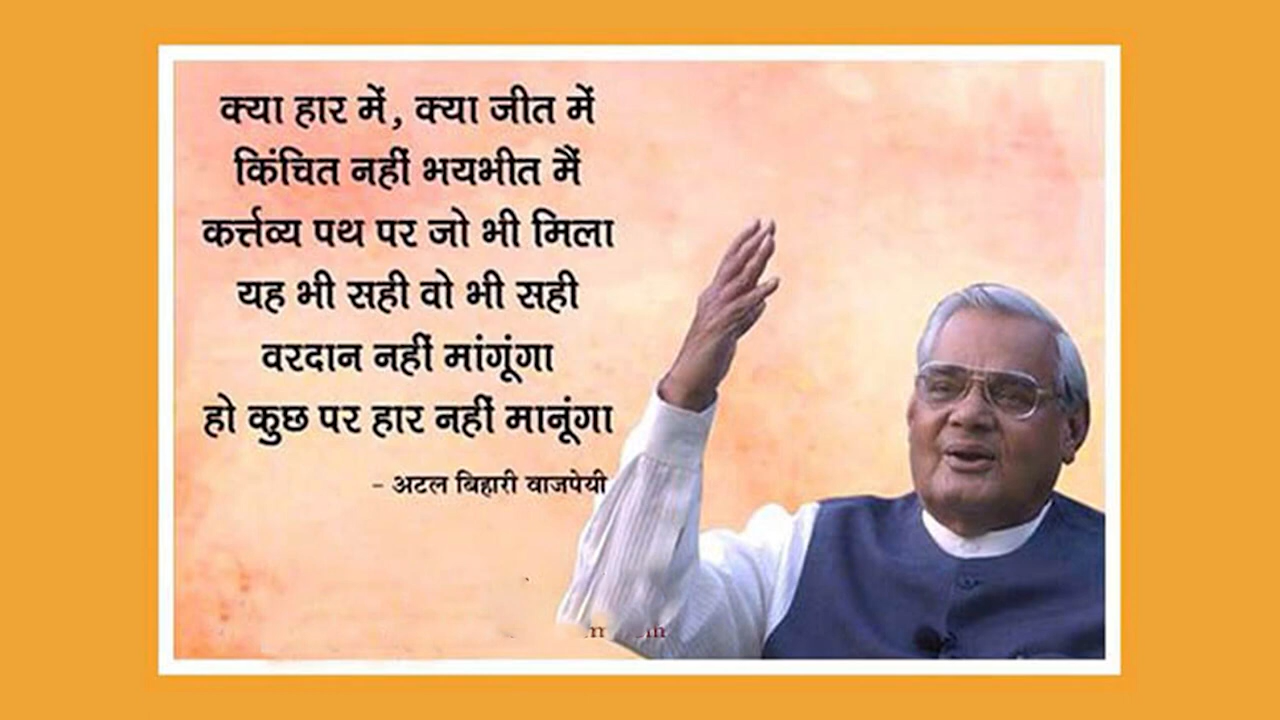 क्या हार में, क्या जीत में
किंचित नहीं भयभीत मैं
कर्त्तव्य पथ पर जो भी मिला
यह भी सही वो भी सही
वरदान नहीं मांगूंगा
हो कुछ पर हार नहीं मानूंगा
- अटल बिहारी वाजपेयी